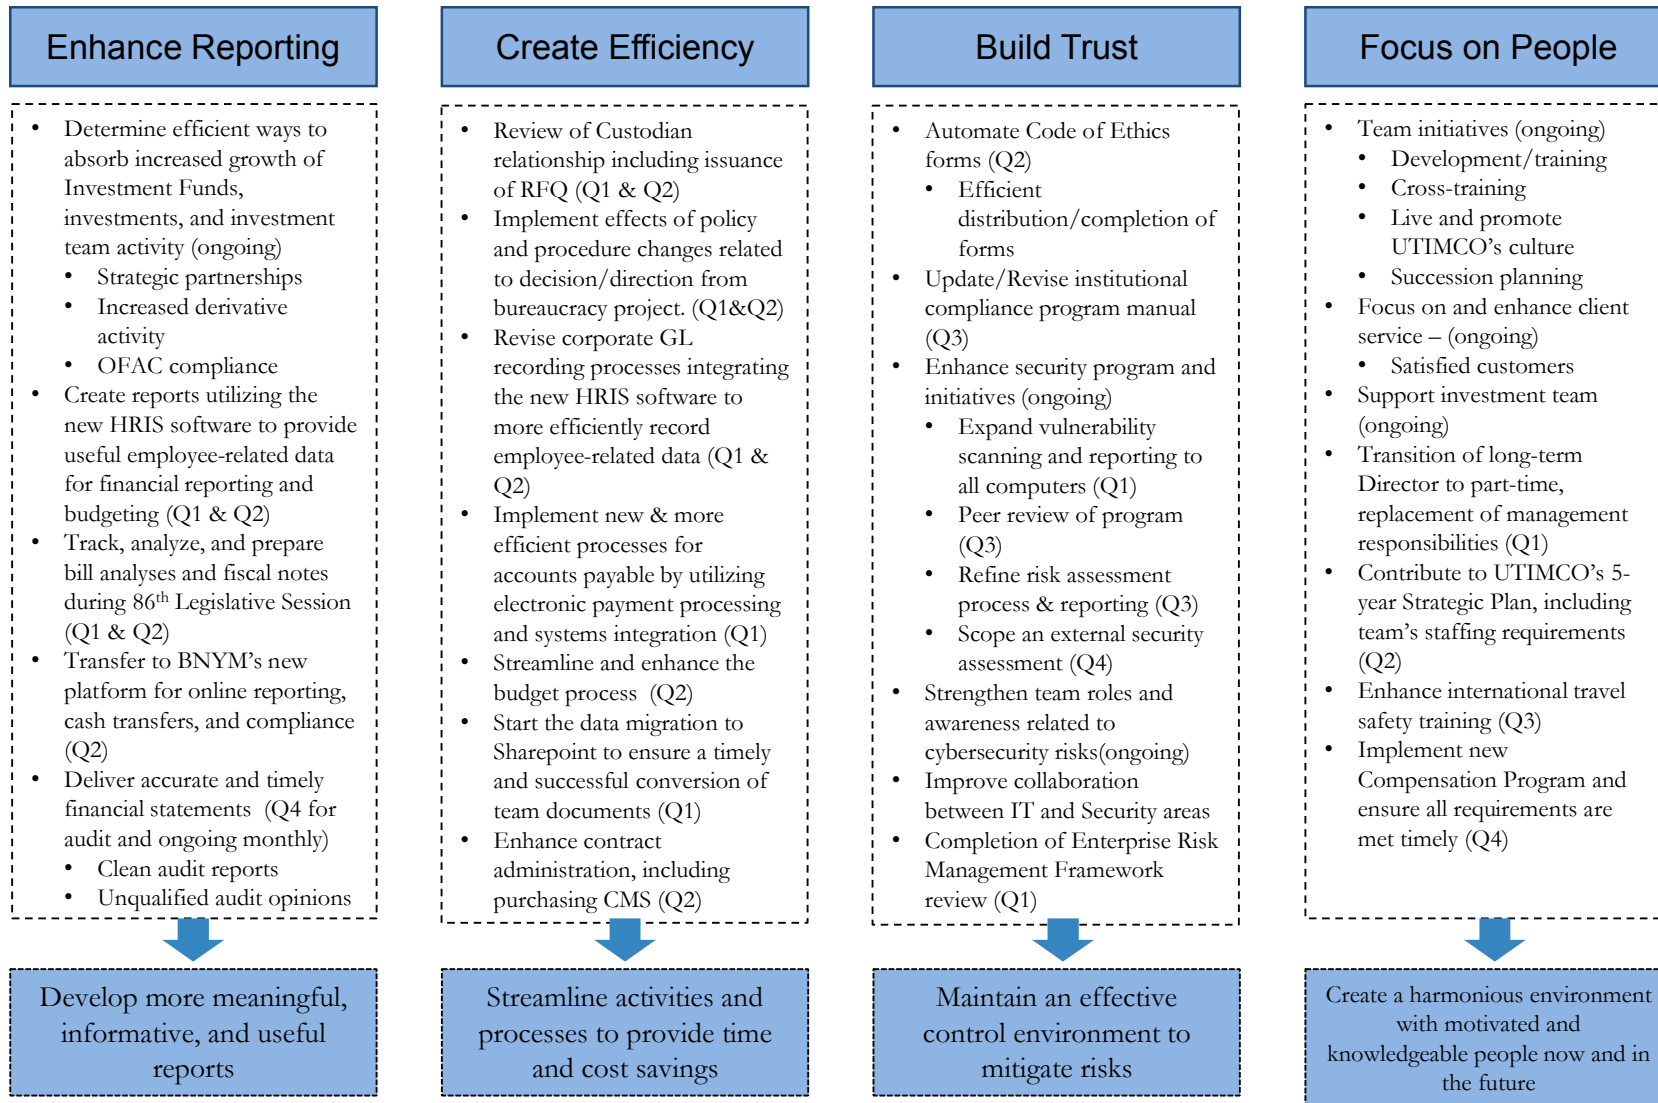 Enhance Reporting
• Determine efficient ways to
absorb increased growth of
Investment Funds,
investments, and investment
team activity (ongoing)
• Strategic partnerships
• Increased derivative
activity
• OFAC compliance
• Create reports utilizing the
new HRIS software to provide
useful employee-related data
for financial reporting and
budgeting (Q1 & Q2)
• Track, analyze, and prepare
bill analyses and fiscal notes
during 86th Legislative Session
(Q1 & Q2)
• Transfer to BNYM's new
platform for online reporting,
cash transfers, and compliance
(Q2)
• Deliver accurate and timely
financial statements (Q4 for
audit and ongoing monthly)
• Clean audit reports
• Unqualified audit opinions
Develop more meaningful,
informative, and useful
reports
Create Efficiency
• Review of Custodian
relationship including issuance
of RFQ (Q1 & Q2)
• Implement effects of policy
and procedure changes related
to decision/direction from
bureaucracy project. (Q1&Q2)
• Revise corporate GL
recording processes integrating
the new HRIS software to
more efficiently record
employee-related data (Q1 &
Q2)
• Implement new & more
efficient processes for
accounts payable by utilizing
electronic payment processing
and systems integration (Q1)
• Streamline and enhance the
budget process (Q2)
• Start the data migration to
Sharepoint to ensure a timely
and successful conversion of
team documents (Q1)
• Enhance contract
administration, including
purchasing CMS (Q2)
Streamline activities and
processes to provide time
and cost savings
Build Trust
• Automate Code of Ethics
forms (Q2)
• Efficient
distribution/completion of
forms
• Update/Revise institutional
compliance program manual
(Q3)
• Enhance security program and
initiatives (ongoing)
• Expand vulnerability
scanning and reporting to
all computers (Q1)
• Peer review of program
(Q3)
• Refine risk assessment
process & reporting (Q3)
• Scope an external security
assessment (Q4)
• Strengthen team roles and
awareness related to
cybersecurity risks(ongoing)
• Improve collaboration
between IT and Security areas
• Completion of Enterprise Risk
Management Framework
review (Q1)
Maintain an effective
control environment to
mitigate risks
Focus on People
• Team initiatives (ongoing)
• Development/training
• Cross-training
• Live and promote
UTIMCO's culture
• Succession planning
• Focus on and enhance client
service – (ongoing)
• Satisfied customers
• Support investment team
(ongoing)
• Transition of long-term
Director to part-time,
replacement of management
responsibilities (Q1)
• Contribute to UTIMCO's 5-
year Strategic Plan, including
team's staffing requirements
(Q2)
• Enhance international travel
safety training (Q3)
• Implement new
Compensation Program and
ensure all requirements are
met timely (Q4)
Create a harmonious environment
with motivated and
knowledgeable people now and in
the future